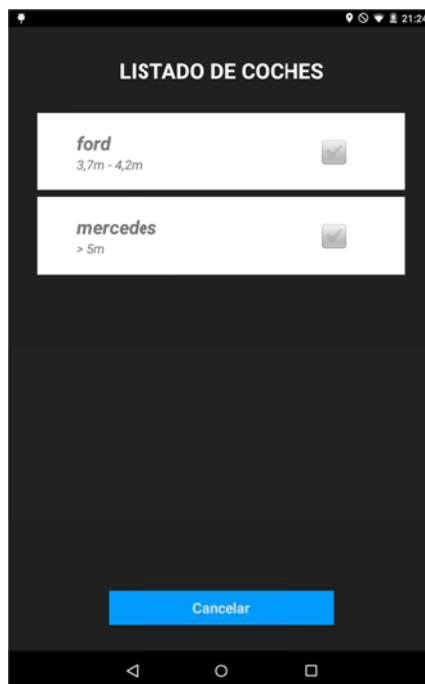 21:24
LISTADO DE COCHES
ford
3,7m - 4,2m
mercedes
> 5m
Cancelar